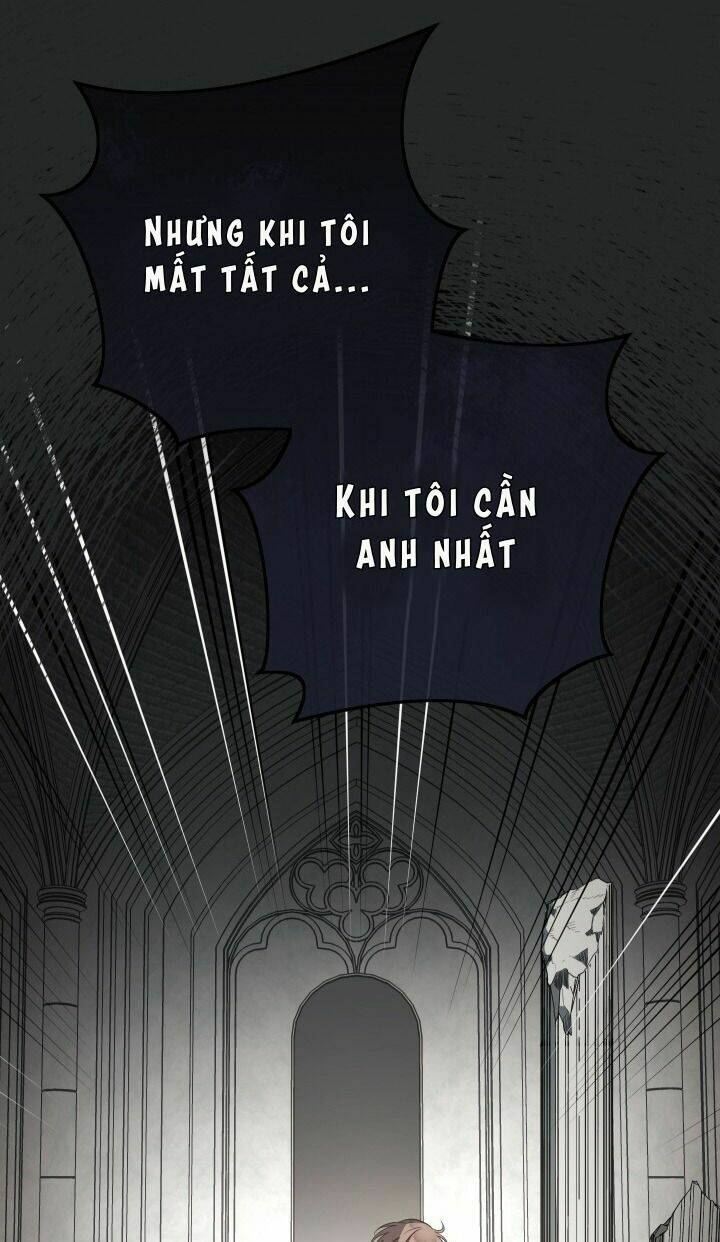 NHƯNG KHI TÔI
MẤT TẤT CẢ...
KHI TÔI CẦN
ANH NHẤT